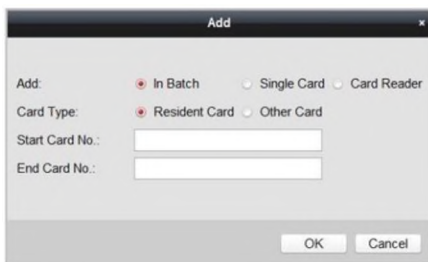 Add
Add: In Batch Single Card Card Reader
Card Type: Resident Card Other Card
Start Card No.:
End Card No.:
OK Cancel